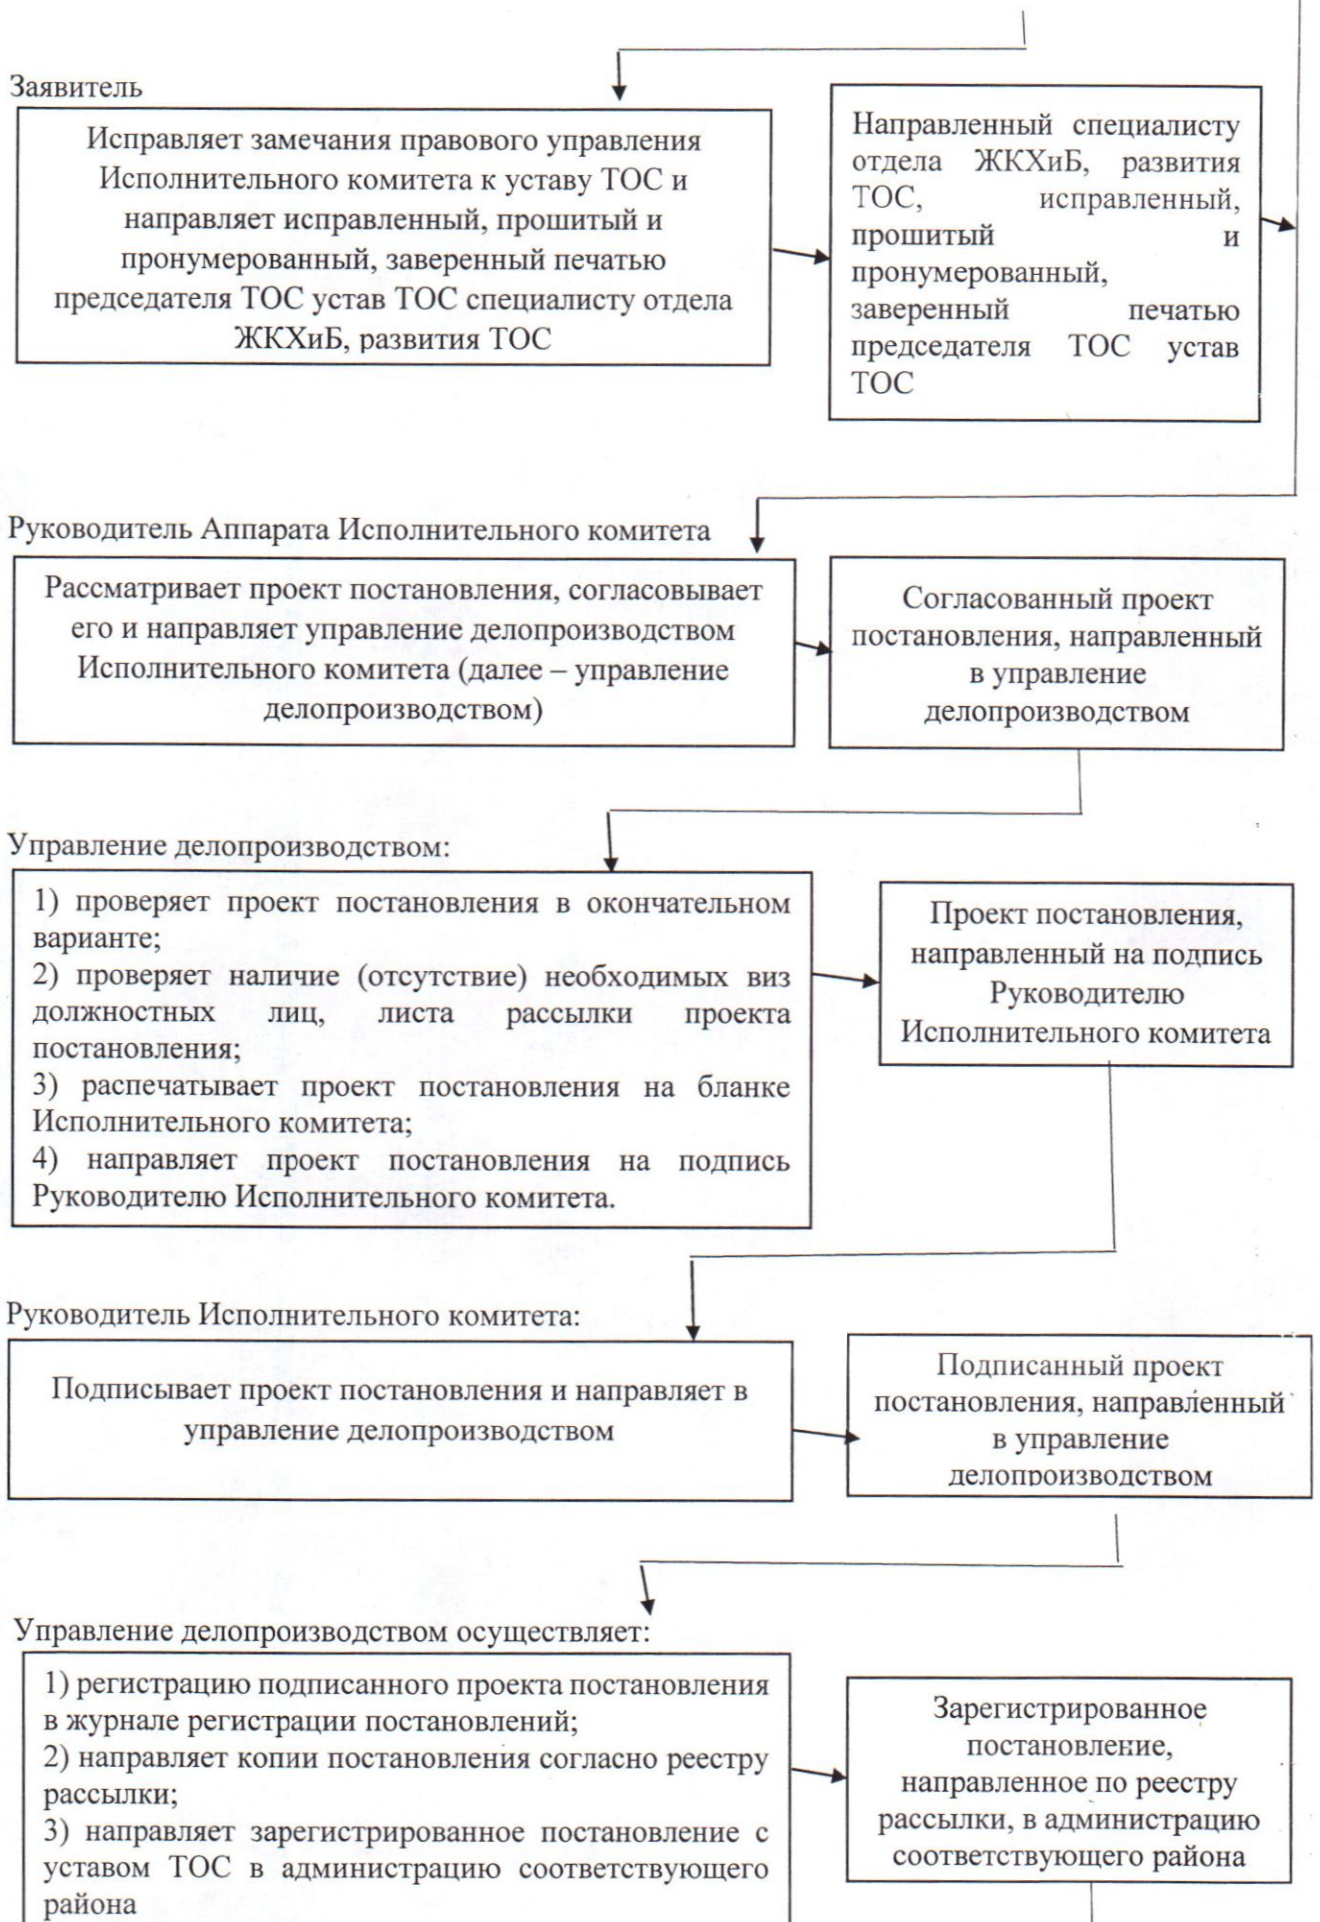 Заявитель
Исправляет замечания правового управления
Исполнительного комитета к уставу ТОС и
направляет исправленный, прошитый и
пронумерованный, заверенный печатью
председателя ТОС устав ТОС специалисту отдела
ЖКХиБ, развития ТОС
Направленный специалисту
отдела ЖКХиБ, развития
ТОС, исправленный,
прошитый и
пронумерованный,
заверенный печатью
председателя ТОС устав
ТОС
Руководитель Аппарата Исполнительного комитета
Рассматривает проект постановления, согласовывает
его и направляет управление делопроизводством
Исполнительного комитета (далее – управление
делопроизводством)
Согласованный проект
постановления, направленный
в управление
делопроизводством
Управление делопроизводством:
1) проверяет проект постановления в окончательном
варианте;
2) проверяет наличие (отсутствие) необходимых виз
должностных лиц, листа рассылки проекта
постановления;
3) распечатывает проект постановления на бланке
Исполнительного комитета;
4) направляет проект постановления на подпись
Руководителю Исполнительного комитета.
Проект постановления,
направленный на подпись
Руководителю
Исполнительного комитета
Руководитель Исполнительного комитета:
Подписывает проект постановления и направляет в
управление делопроизводством
Подписанный проект
постановления, направленный
в управление
делопроизводством
Управление делопроизводством осуществляет:
1) регистрацию подписанного проекта постановления
в журнале регистрации постановлений;
2) направляет копии постановления согласно реестру
рассылки;
3) направляет зарегистрированное постановление с
уставом ТОС в администрацию соответствующего
района
Зарегистрированное
постановление,
направленное по реестру
рассылки, в администрацию
соответствующего района